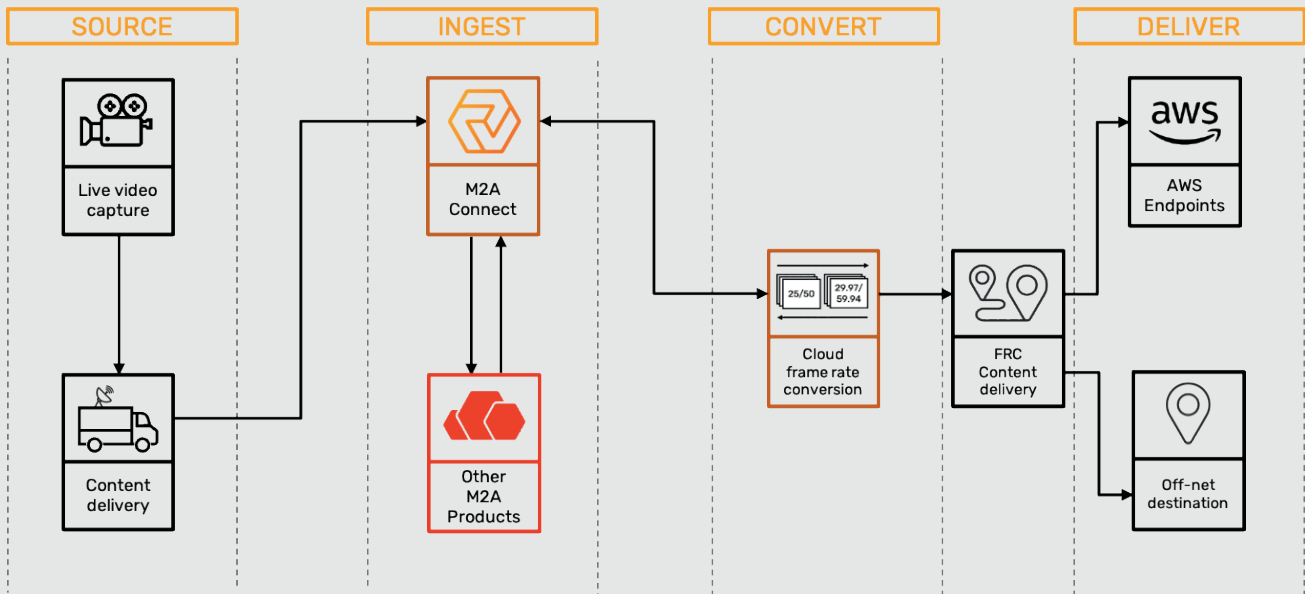 SOURCE
INGEST
CONVERT
DELIVER
Live video
capture
Content
delivery
M2A
Connect
Other
M2A
Products
25/50
29.97/
59.94
Cloud
frame rate
conversion
FRC
Content
delivery
aws
AWS
Endpoints
Off-net
destination